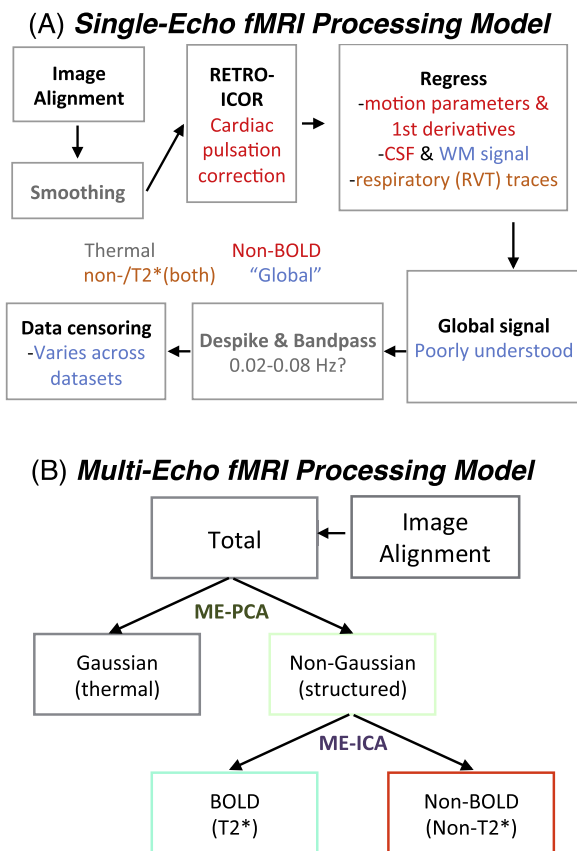 (A) Single-Echo fMRI Processing Model
Image
Alignment
Smoothing
RETRO-
ICOR
Cardiac
pulsation
correction
Regress
-motion parameters &
1st derivatives
-CSF & WM signal
-respiratory (RVT) traces
Thermal
Non-BOLD
non-/T2*(both)
“Global”
Global signal
Poorly understood
Despike & Bandpass
0.02-0.08 Hz?
Data censoring
-Varies across
datasets
(B) Multi-Echo fMRI Processing Model
Total
Image
Alignment
ME-PCA
Gaussian
(thermal)
Non-Gaussian
(structured)
ME-ICA
BOLD
(T2*)
Non-BOLD
(Non-T2*)